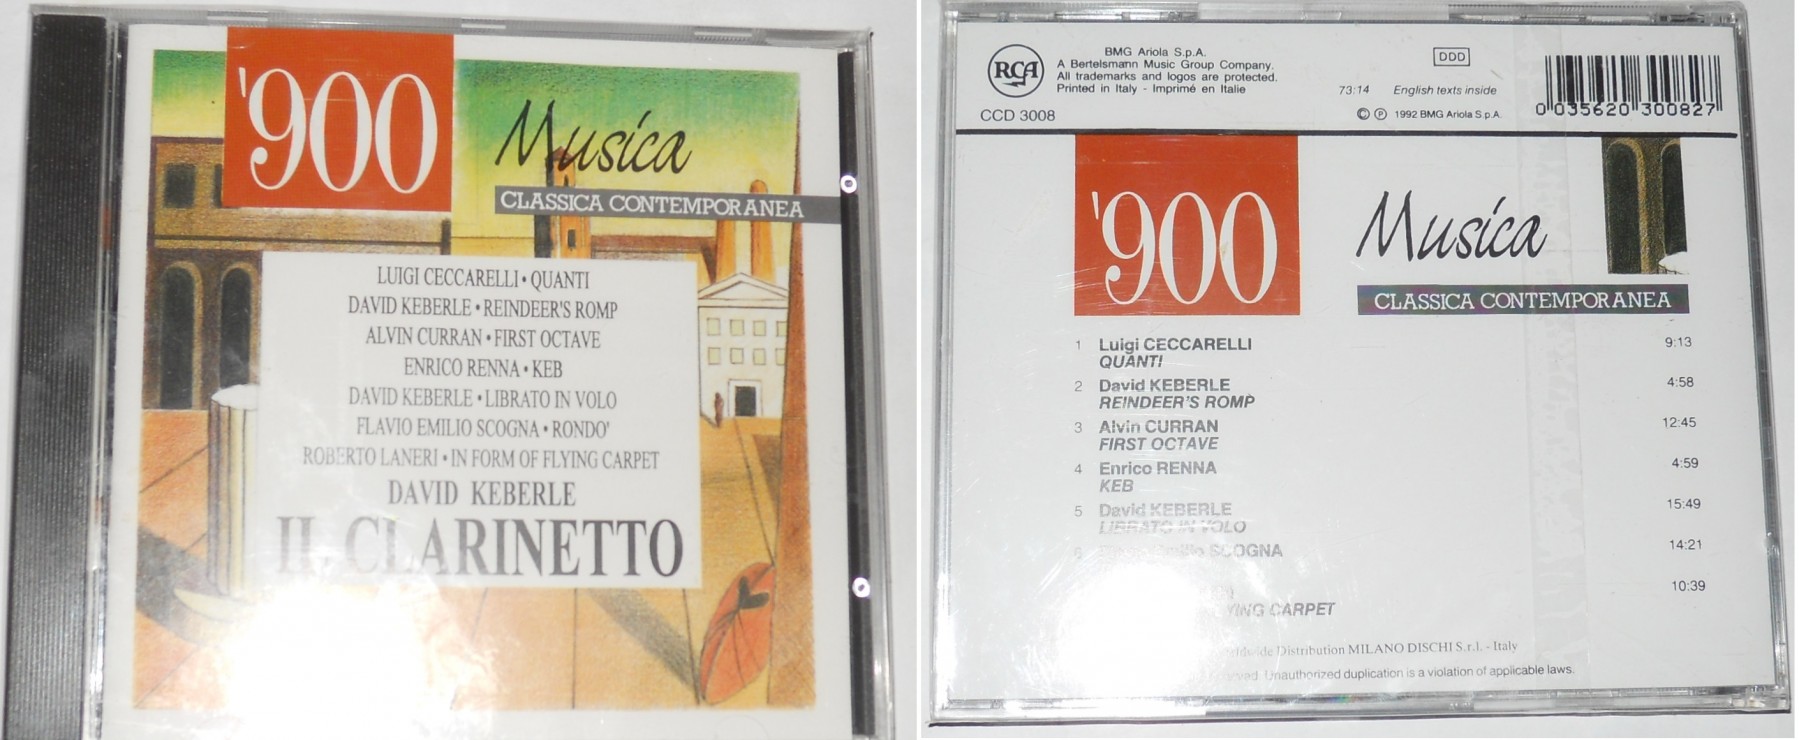 '900
Musica
CLASSICA CONTEMPORANEA
LUIGI CECCARELLI • QUANTI
DAVID KEBERLE • REINDEER'S ROMP
ALVIN CURRAN • FIRST OCTAVE
ENRICO RENNA • KEB
DAVID KEBERLE • LIBRATO IN VOLO
FLAVIO EMILIO SCOGNA • RONDO'
ROBERTO LANERI • IN FORM OF FLYING CARPET
DAVID KEBERLE
IL CLARINETTO
RCA
BMG Ariola S.p.A.
A Bertelsmann Music Group Company.
All trademarks and logos are protected.
Printed in Italy - Imprimé en Italie
CCD 3008
DDD
73:14 English texts inside
© ℗ 1992 BMG Ariola S.p.A.
0 035620 300827
'900
Musica
CLASSICA CONTEMPORANEA
1 Luigi CECCARELLI 9:13
QUANTI
2 David KEBERLE 4:58
REINDEER'S ROMP
3 Alvin CURRAN 12:45
FIRST OCTAVE
4 Enrico RENNA 4:59
KEB
5 David KEBERLE 15:49
LIBRATO IN VOLO
6 Emilio SCOGNA 14:21
10:39
CARPET
Distribution MILANO DISCHI S.r.l. - Italy
Unauthorized duplication is a violation of applicable laws.